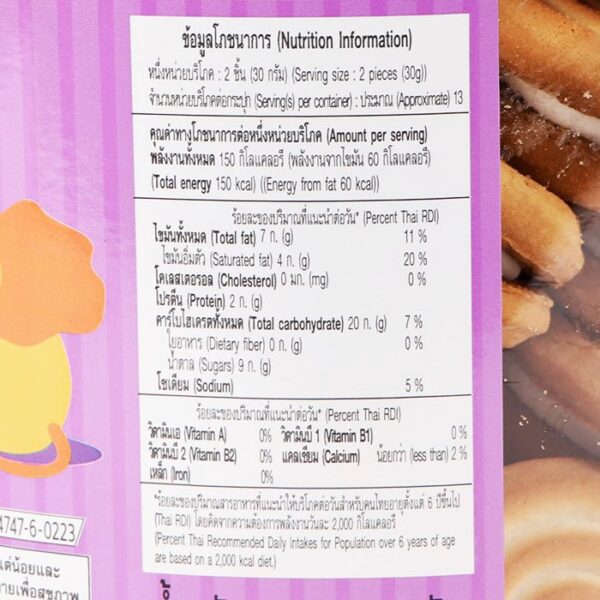 ข้อมูลโภชนาการ (Nutrition Information)
หนึ่งหน่วยบริโภค : 2 ชิ้น (30 กรัม) (Serving size : 2 pieces (30g))
จำนวนหน่วยบริโภคต่อกระปุก (Serving(s) per container) : ประมาณ (Approximate) 13
คุณค่าทางโภชนาการต่อหนึ่งหน่วยบริโภค (Amount per serving)
พลังงานทั้งหมด 150 กิโลแคลอรี (พลังงานจากไขมัน 60 กิโลแคลอรี)
(Total energy 150 kcal) ((Energy from fat 60 kcal))
ร้อยละของปริมาณที่แนะนำต่อวัน* (Percent Thai RDI)
ไขมันทั้งหมด (Total fat) 7 ก. (g) 11 %
ไขมันอิ่มตัว (Saturated fat) 4 ก. (g) 20 %
โคเลสเตอรอล (Cholesterol) 0 มก. (mg) 0 %
โปรตีน (Protein) 2 ก. (g)
คาร์โบไฮเดรตทั้งหมด (Total carbohydrate) 20 ก. (g) 7 %
ใยอาหาร (Dietary fiber) 0 ก. (g) 0 %
น้ำตาล (Sugars) 9 ก. (g)
โซเดียม (Sodium) 5 %
ร้อยละของปริมาณที่แนะนำต่อวัน* (Percent Thai RDI)
วิตามินเอ (Vitamin A) 0% วิตามินบี 1 (Vitamin B1) 0 %
วิตามินบี 2 (Vitamin B2) 0% แคลเซียม (Calcium) น้อยกว่า (less than) 2 %
เหล็ก (Iron) 0%
*ร้อยละของปริมาณสารอาหารที่แนะนำให้บริโภคต่อวันสำหรับคนไทยอายุตั้งแต่ 6 ปีขึ้นไป
(Thai RDI) โดยคิดจากความต้องการพลังงานวันละ 2,000 กิโลแคลอรี
(Percent Thai Recommended Daily Intakes for Population over 6 years of age
are based on a 2,000 kcal diet.)
4747-6-0223
แต่น้อยและ
กายเพื่อสุขภาพ